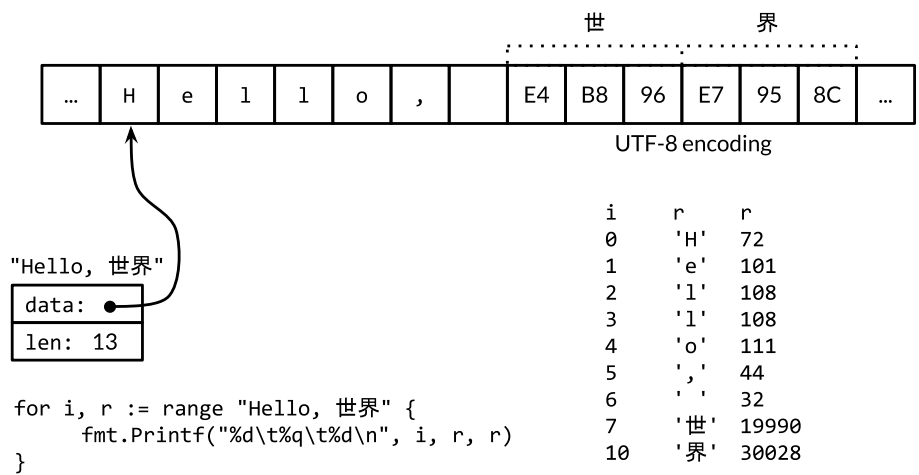 世 界
… H e l l o , E4 B8 96 E7 95 8C …
UTF-8 encoding
"Hello, 世界"
data:
len: 13
for i, r := range "Hello, 世界" {
fmt.Printf("%d\t%q\t%d\n", i, r, r)
}
i r r
0 'H' 72
1 'e' 101
2 'l' 108
3 'l' 108
4 'o' 111
5 ',' 44
6 ' ' 32
7 '世' 19990
10 '界' 30028